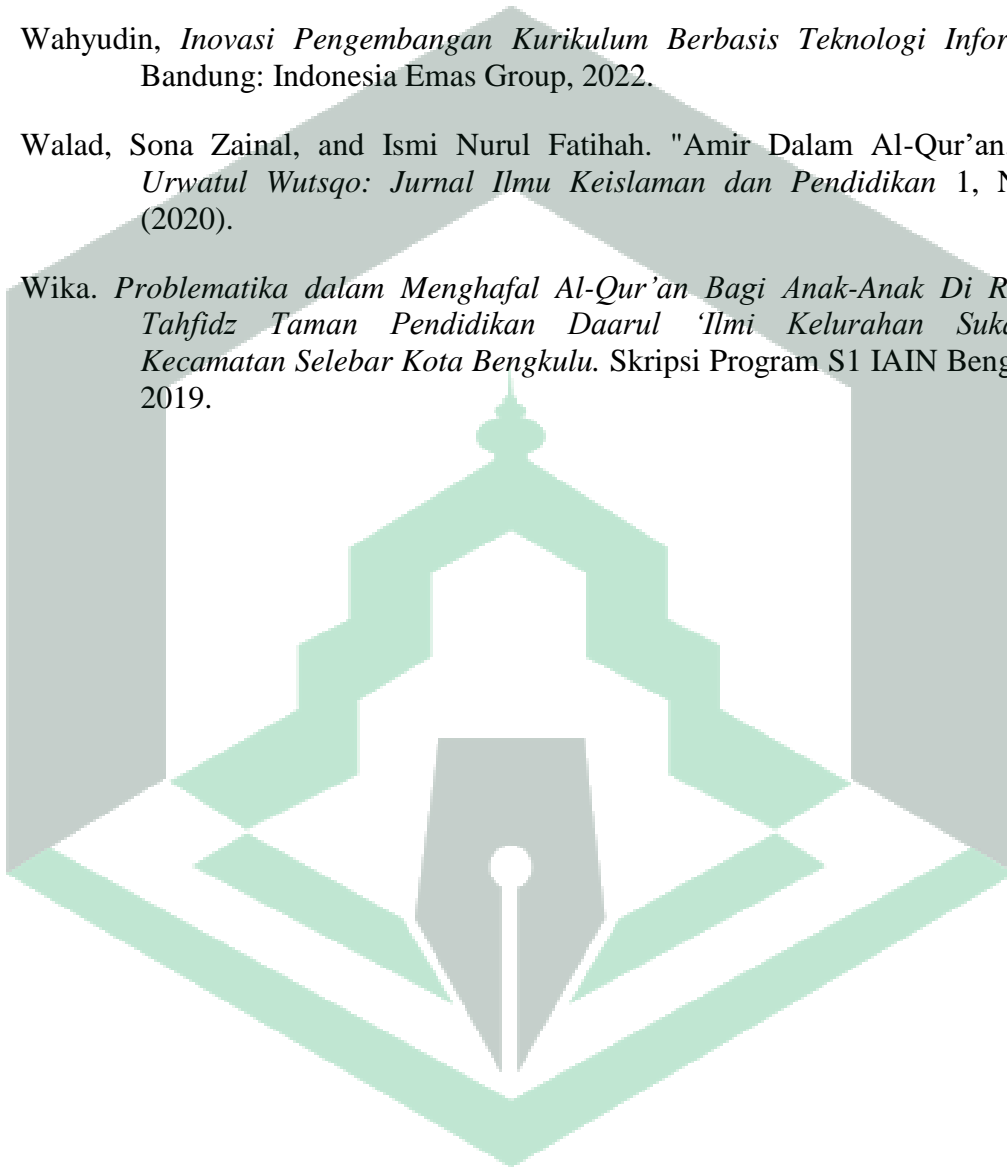 Wahyudin, Inovasi Pengembangan Kurikulum Berbasis Teknologi
Bandung: Indonesia Emas Group, 2022.
Walad, Sona Zainal, and Ismi Nurul Fatihah. "Amir Dalam Al-Qur’an.
Urwatul Wutsqo: Jurnal Ilmu Keislaman dan Pendidikan 1,
(2020).
Wika. Problematika dalam Menghafal Al-Qur’an Bagi Anak-Anak Di
Tahfidz Taman Pendidikan Daarul ‘Ilmi Kelurahan
Kecamatan Selebar Kota Bengkulu. Skripsi Program S1 IAIN
2019.